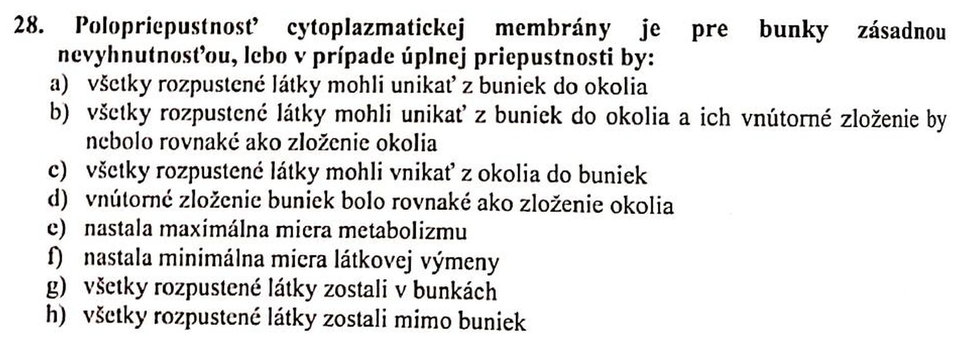 28. Polopriepustnosť cytoplazmatickej membrány je pre bunky zásadnou
nevyhnutnosťou, lebo v prípade úplnej priepustnosti by:
a) všetky rozpustené látky mohli unikať z buniek do okolia
b) všetky rozpustené látky mohli unikať z buniek do okolia a ich vnútorné zloženie by
nebolo rovnaké ako zloženie okolia
c) všetky rozpustené látky mohli vnikať z okolia do buniek
d) vnútorné zloženie buniek bolo rovnaké ako zloženie okolia
e) nastala maximálna miera metabolizmu
f) nastala minimálna miera látkovej výmeny
g) všetky rozpustené látky zostali v bunkách
h) všetky rozpustené látky zostali mimo buniek